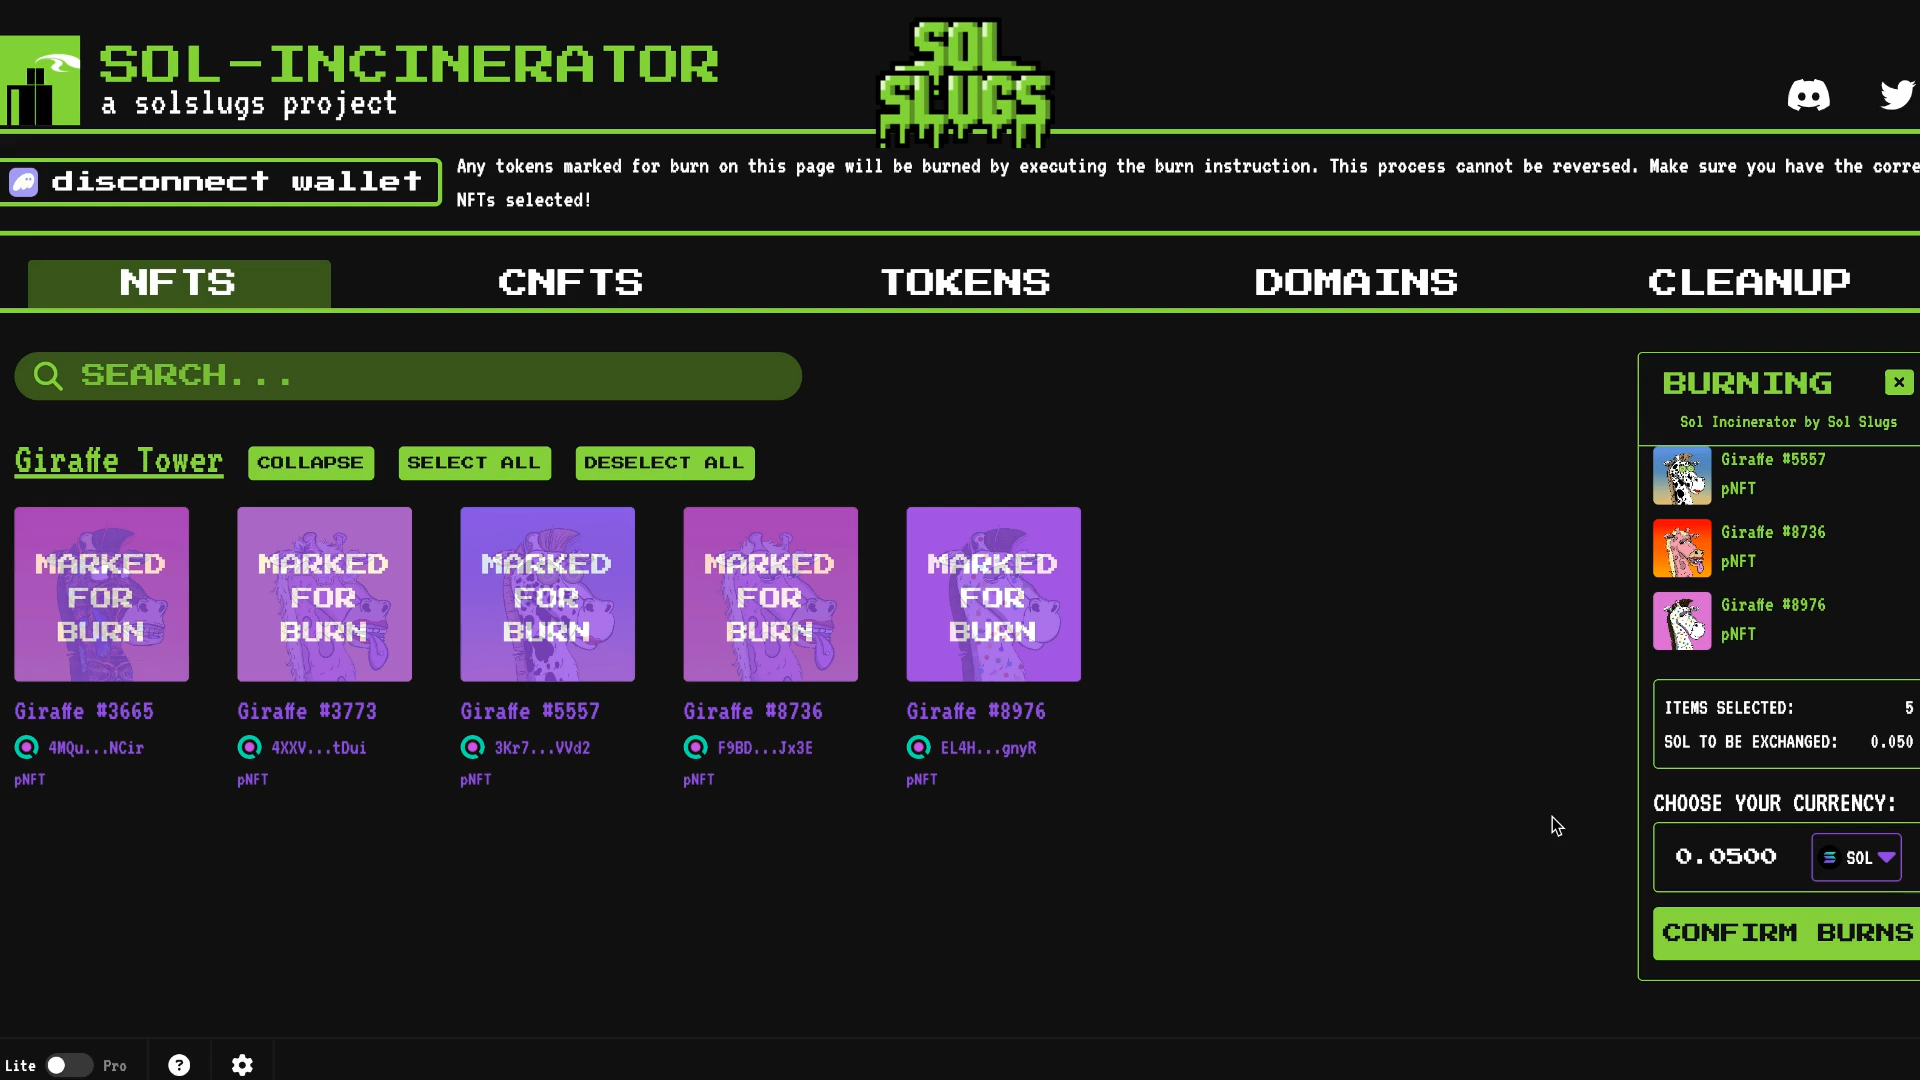 SOL-INCINERATOR
a solslugs project
SOL
SLUGS
disconnect wallet
Any tokens marked for burn on this page will be burned by executing the burn instruction. This process cannot be reversed. Make sure you have the corre
NFTs selected!
NFTS
CNFTS
TOKENS
DOMAINS
CLEANUP
SEARCH...
Giraffe Tower
COLLAPSE
SELECT ALL
DESELECT ALL
MARKED
FOR
BURN
Giraffe #3665
4MQu...NCir
pNFT
MARKED
FOR
BURN
Giraffe #3773
4XXV...tDui
pNFT
MARKED
FOR
BURN
Giraffe #5557
3Kr7...VVd2
pNFT
MARKED
FOR
BURN
Giraffe #8736
F9BD...Jx3E
pNFT
MARKED
FOR
BURN
Giraffe #8976
EL4H...gnyR
pNFT
BURNING
Sol Incinerator by Sol Slugs
Giraffe #5557
pNFT
Giraffe #8736
pNFT
Giraffe #8976
pNFT
ITEMS SELECTED: 5
SOL TO BE EXCHANGED: 0.050
CHOOSE YOUR CURRENCY:
0.0500 SOL
CONFIRM BURNS
Lite Pro